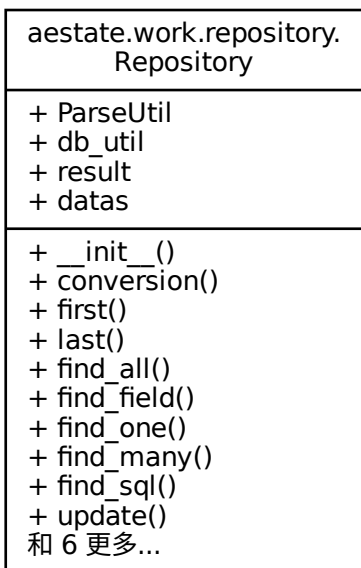 aestate.work.repository.
Repository
+ ParseUtil
+ db_util
+ result
+ datas
+ __init__()
+ conversion()
+ first()
+ last()
+ find_all()
+ find_field()
+ find_one()
+ find_many()
+ find_sql()
+ update()
和 6 更多...